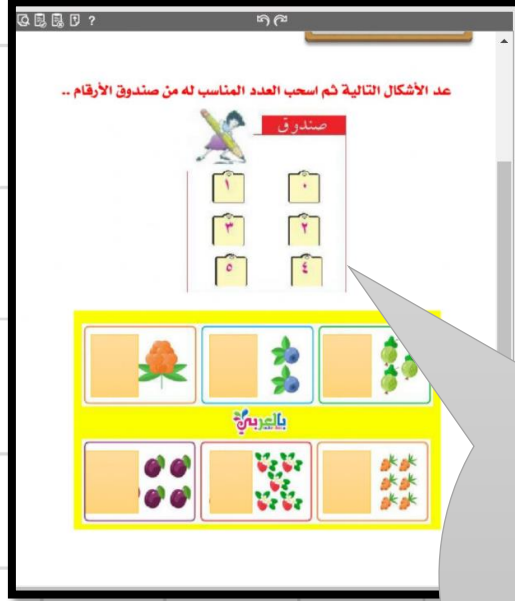 ?
عد الأشكال التالية ثم اسحب العدد المناسب له من صندوق الأرقام ..
صندوق
٠ ١
٢ ٣
٤ ٥
بالعربي